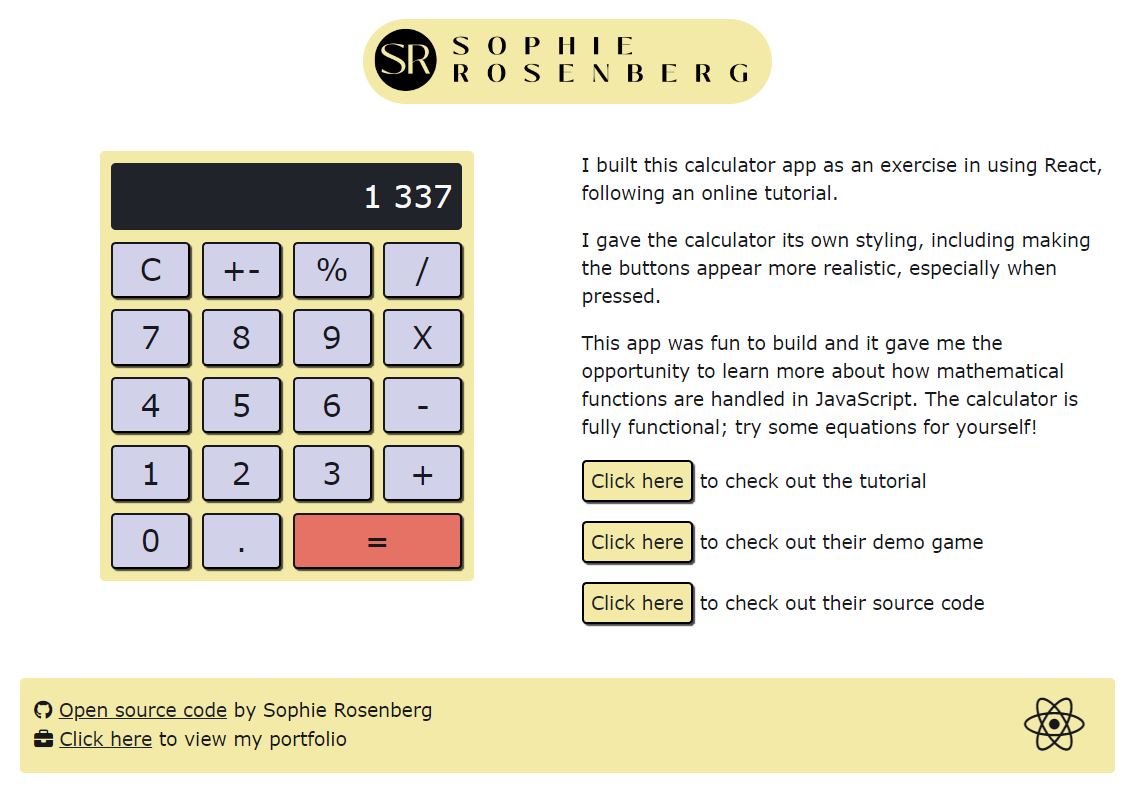 SR SOPHIE
ROSENBERG
1 337
C +- % /
7 8 9 X
4 5 6 -
1 2 3 +
0 . =
I built this calculator app as an exercise in using React,
following an online tutorial.
I gave the calculator its own styling, including making
the buttons appear more realistic, especially when
pressed.
This app was fun to build and it gave me the
opportunity to learn more about how mathematical
functions are handled in JavaScript. The calculator is
fully functional; try some equations for yourself!
Click here to check out the tutorial
Click here to check out their demo game
Click here to check out their source code
Open source code by Sophie Rosenberg
Click here to view my portfolio